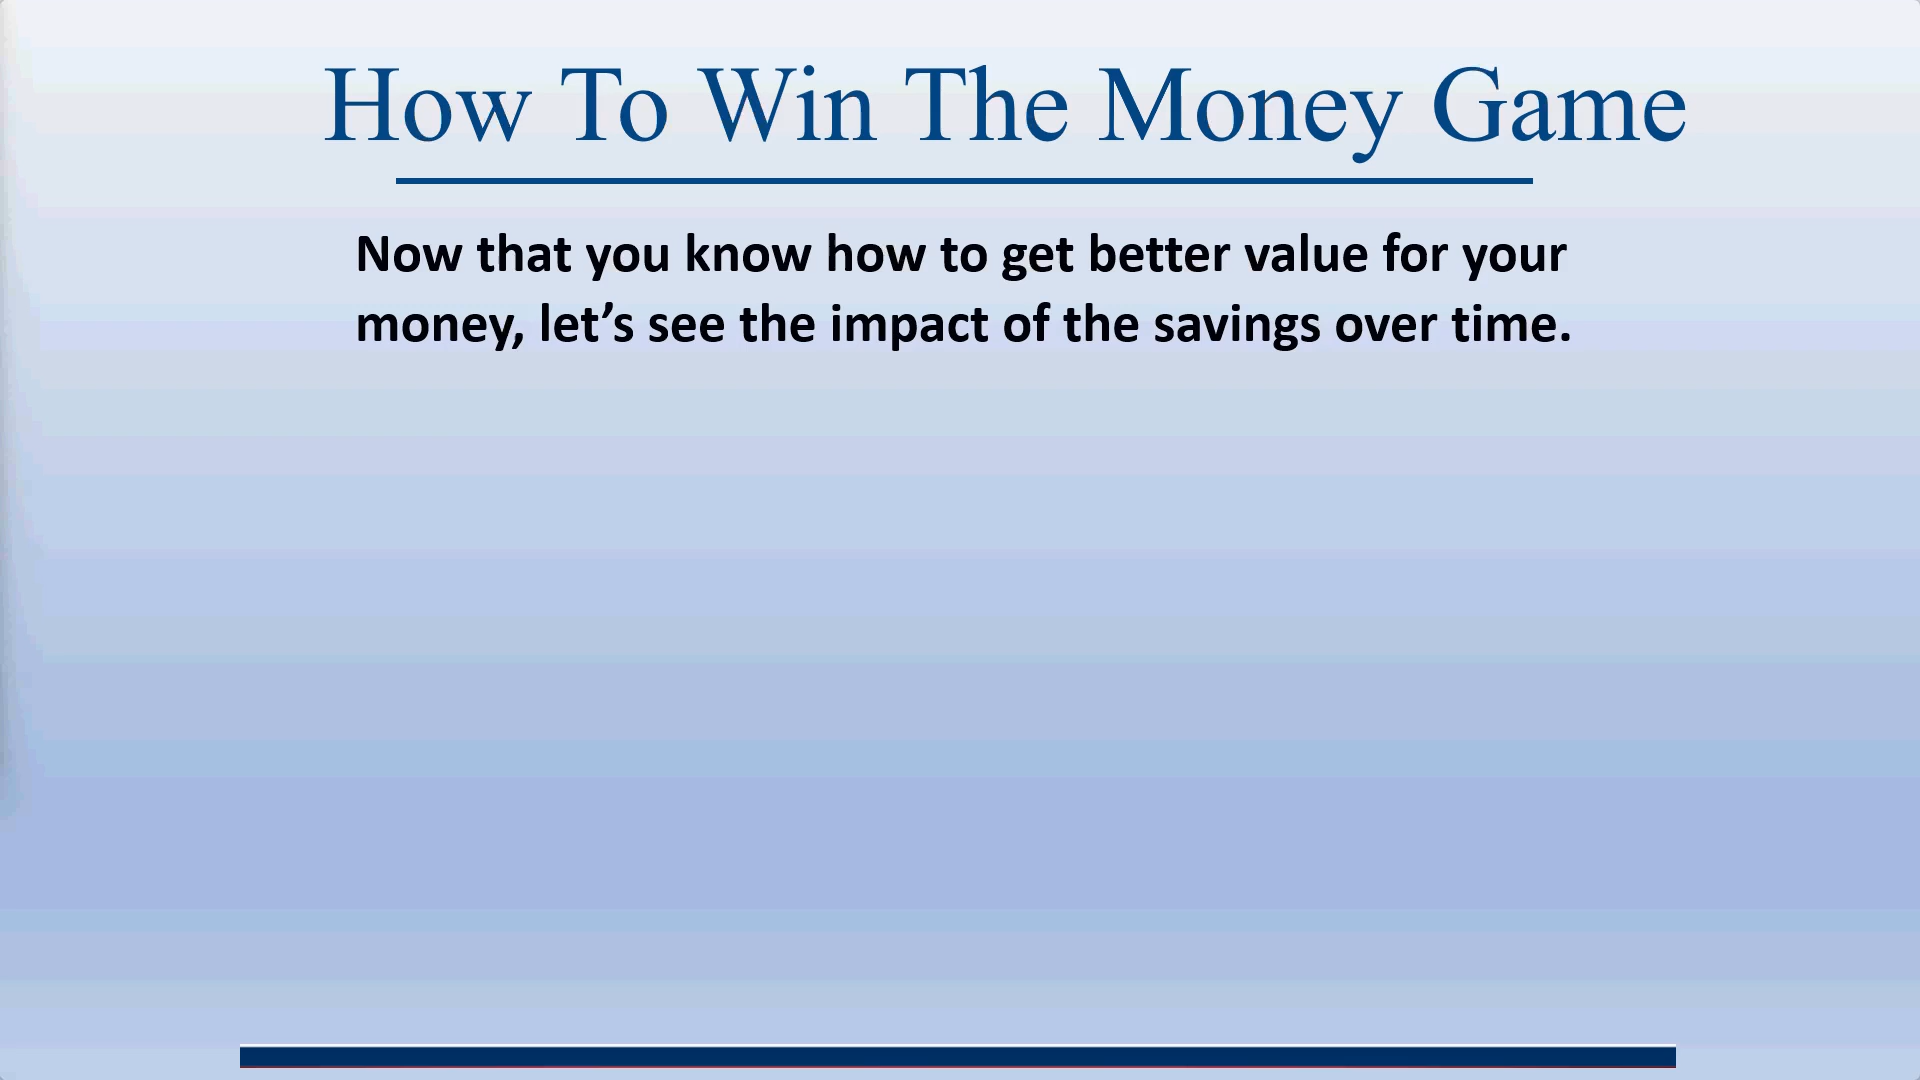 How To Win The Money Game
Now that you know how to get better value for your
money, let’s see the impact of the savings over time.